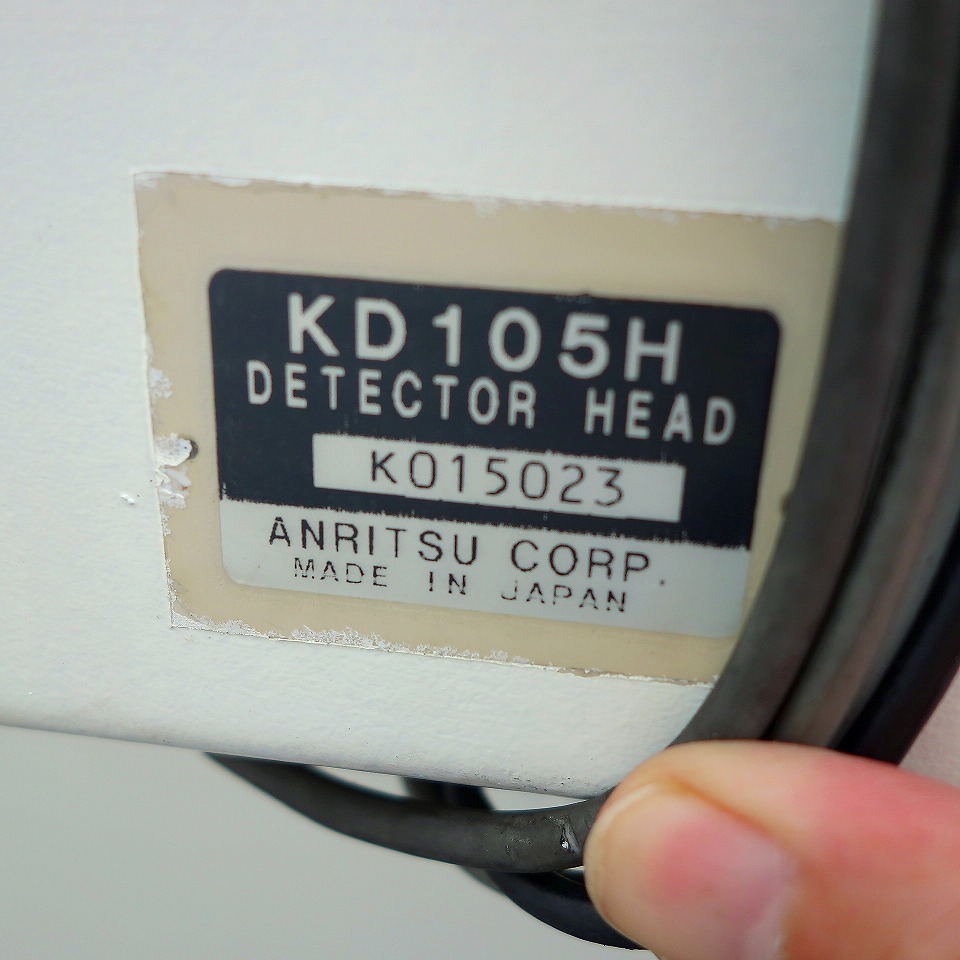 KD105H
DETECTOR HEAD
K015023
ANRITSU CORP.
MADE IN JAPAN